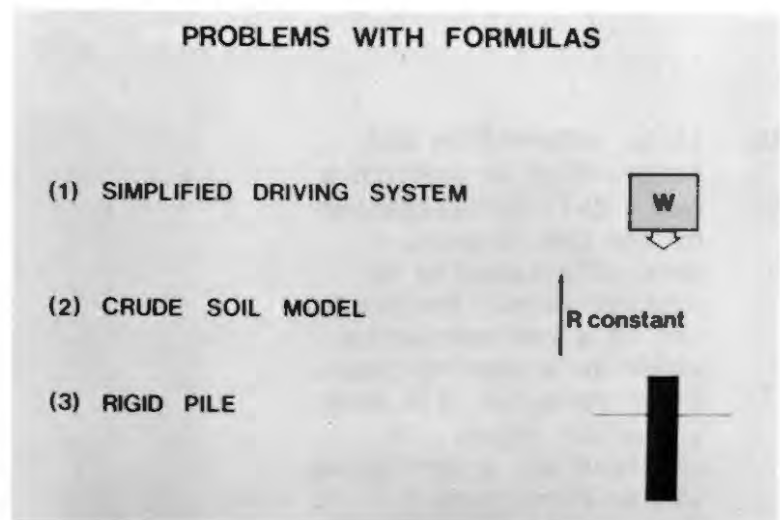 PROBLEMS WITH FORMULAS
(1) SIMPLIFIED DRIVING SYSTEM
W
(2) CRUDE SOIL MODEL
R constant
(3) RIGID PILE